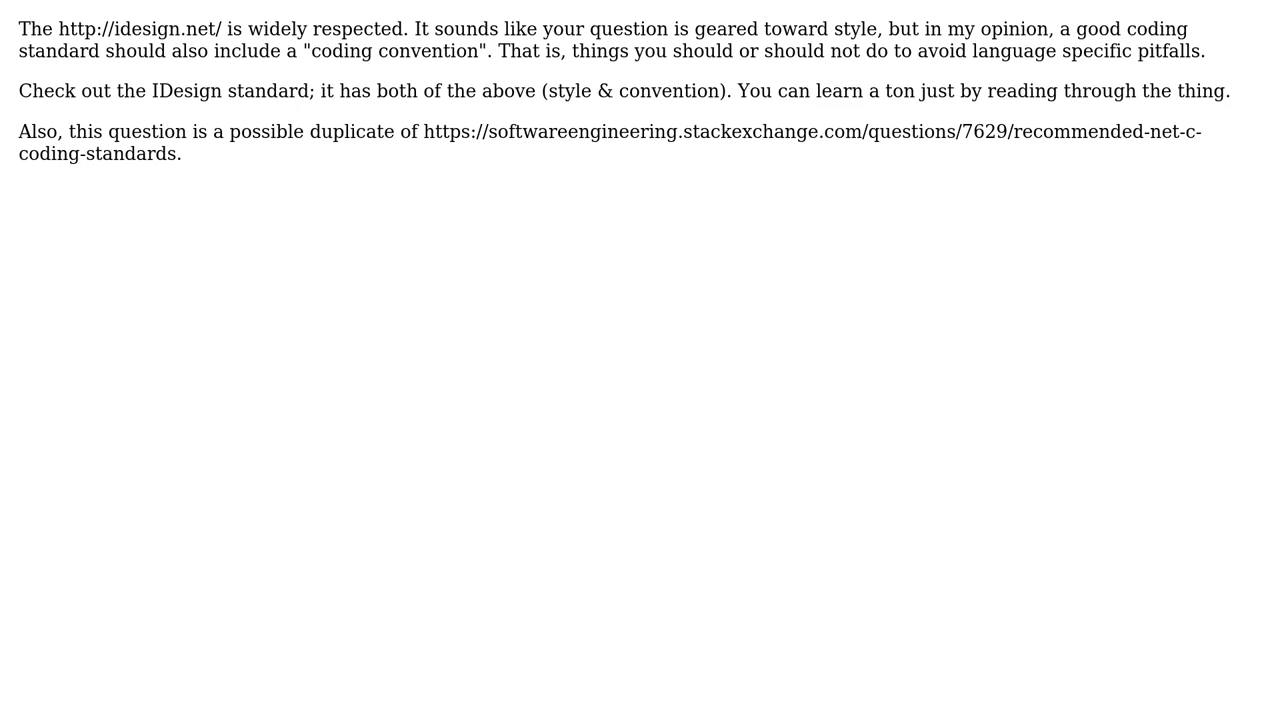 The http://idesign.net/ is widely respected. It sounds like your question is geared toward style, but in my opinion, a good coding
standard should also include a "coding convention". That is, things you should or should not do to avoid language specific pitfalls.
Check out the IDesign standard; it has both of the above (style & convention). You can learn a ton just by reading through the thing.
Also, this question is a possible duplicate of https://softwareengineering.stackexchange.com/questions/7629/recommended-net-c-
coding-standards.